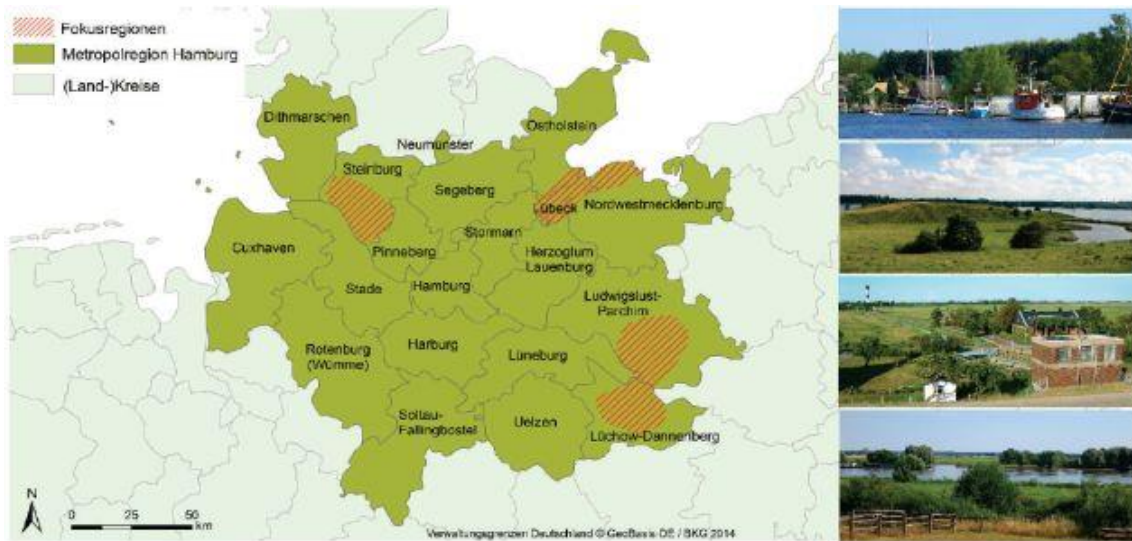 Fokusregionen
Metropolregion Hamburg
(Land-)Kreise
Dithmarschen
Ostholstein
Neumünster
Steinburg
Segeberg
Lübeck
Nordwestmecklenburg
Stormarn
Cuxhaven
Pinneberg
Herzogtum
Lauenburg
Stade
Hamburg
Ludwigslust-
Parchim
Rotenburg
(Wümme)
Harburg
Lüneburg
Soltau-
Fallingbostel
Uelzen
Lüchow-Dannenberg
N
0
25
50
km
Verwaltungsgrenzen Deutschland © GeoBasis-DE / BKG 2014